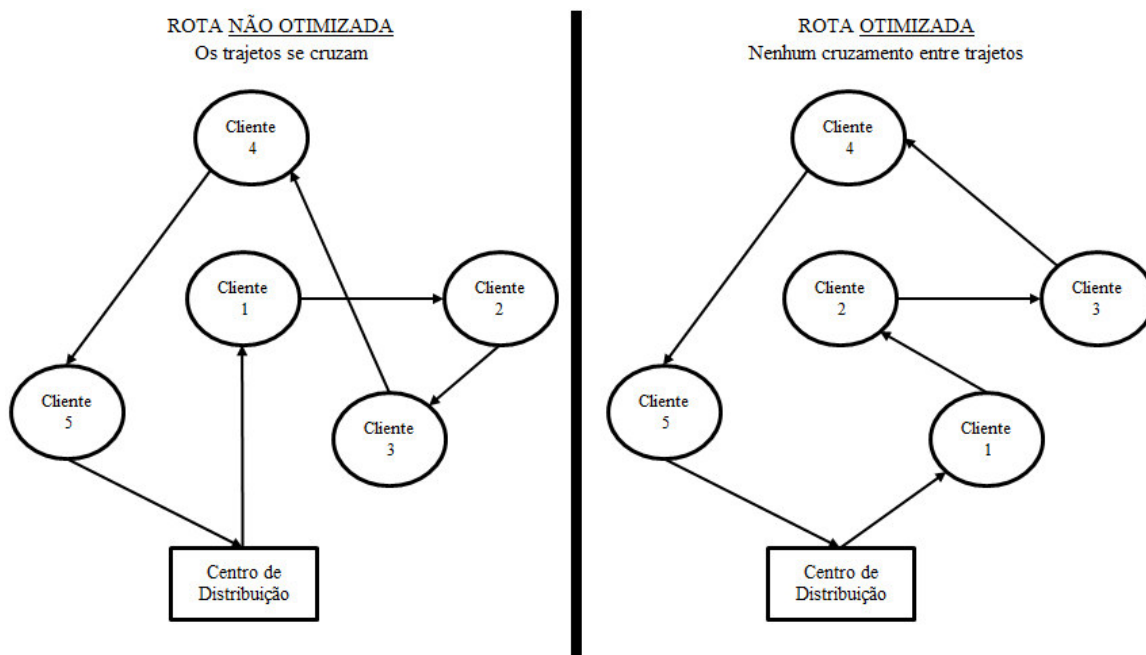 ROTA NÃO OTIMIZADA
Os trajetos se cruzam
Cliente
4
Cliente
1
Cliente
2
Cliente
5
Cliente
3
Centro de
Distribuição
ROTA OTIMIZADA
Nenhum cruzamento entre trajetos
Cliente
4
Cliente
2
Cliente
3
Cliente
5
Cliente
1
Centro de
Distribuição